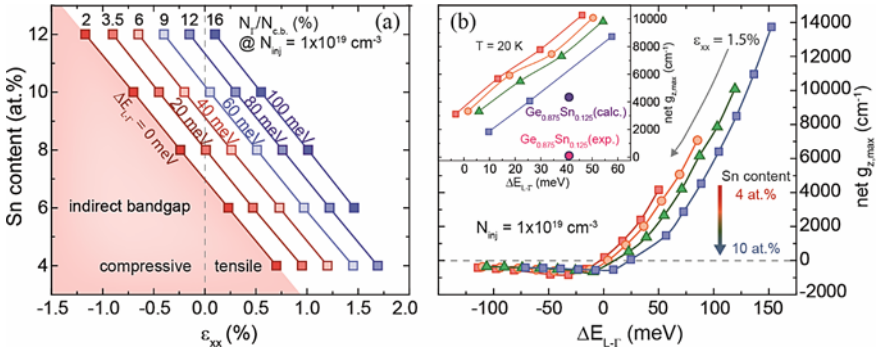 2 3.5 6 9 12 16 N_Γ/N_c.b. (%) (a)
@ N_inj = 1x10^19 cm^-3
12
10
8
6
4
Sn content (at.%)
ΔE_L-Γ = 0 meV
20 meV
40 meV
60 meV
80 meV
100 meV
indirect bandgap
compressive tensile
-1.5 -1.0 -0.5 0.0 0.5 1.0 1.5 2.0
ε_xx (%)
(b)
T = 20 K
10000
8000
6000
4000
2000
0
net g_z,max (cm^-1)
Ge_0.875Sn_0.125(calc.)
Ge_0.875Sn_0.125(exp.)
0 10 20 30 40 50 60
ΔE_L-Γ (meV)
ε_xx = 1.5%
Sn content
4 at.%
10 at.%
N_inj = 1x10^19 cm^-3
14000
12000
10000
8000
6000
4000
2000
0
-2000
net g_z,max (cm^-1)
-100 -50 0 50 100 150
ΔE_L-Γ (meV)